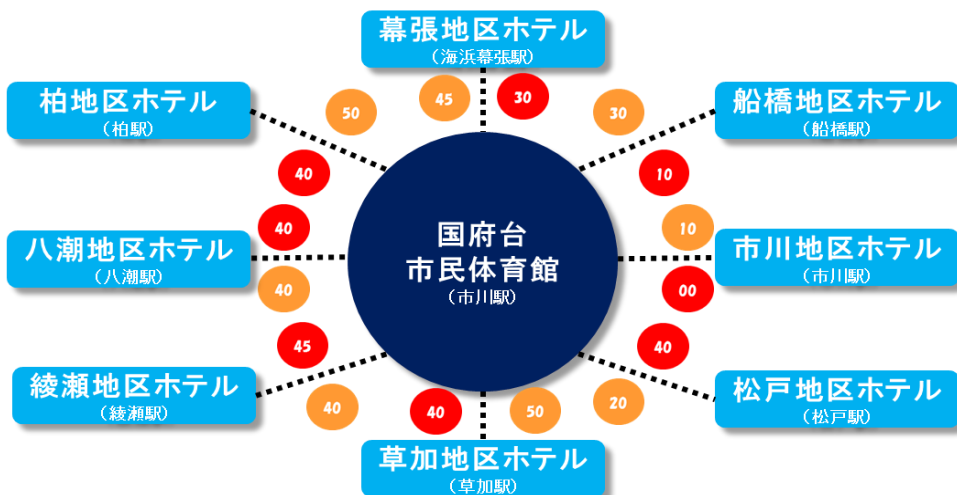 幕張地区ホテル
（海浜幕張駅）
45
30
50
30
柏地区ホテル
（柏駅）
船橋地区ホテル
（船橋駅）
40
10
40
10
国府台
市民体育館
（市川駅）
八潮地区ホテル
（八潮駅）
市川地区ホテル
（市川駅）
40
00
45
40
綾瀬地区ホテル
（綾瀬駅）
松戸地区ホテル
（松戸駅）
40
40
50
20
草加地区ホテル
（草加駅）